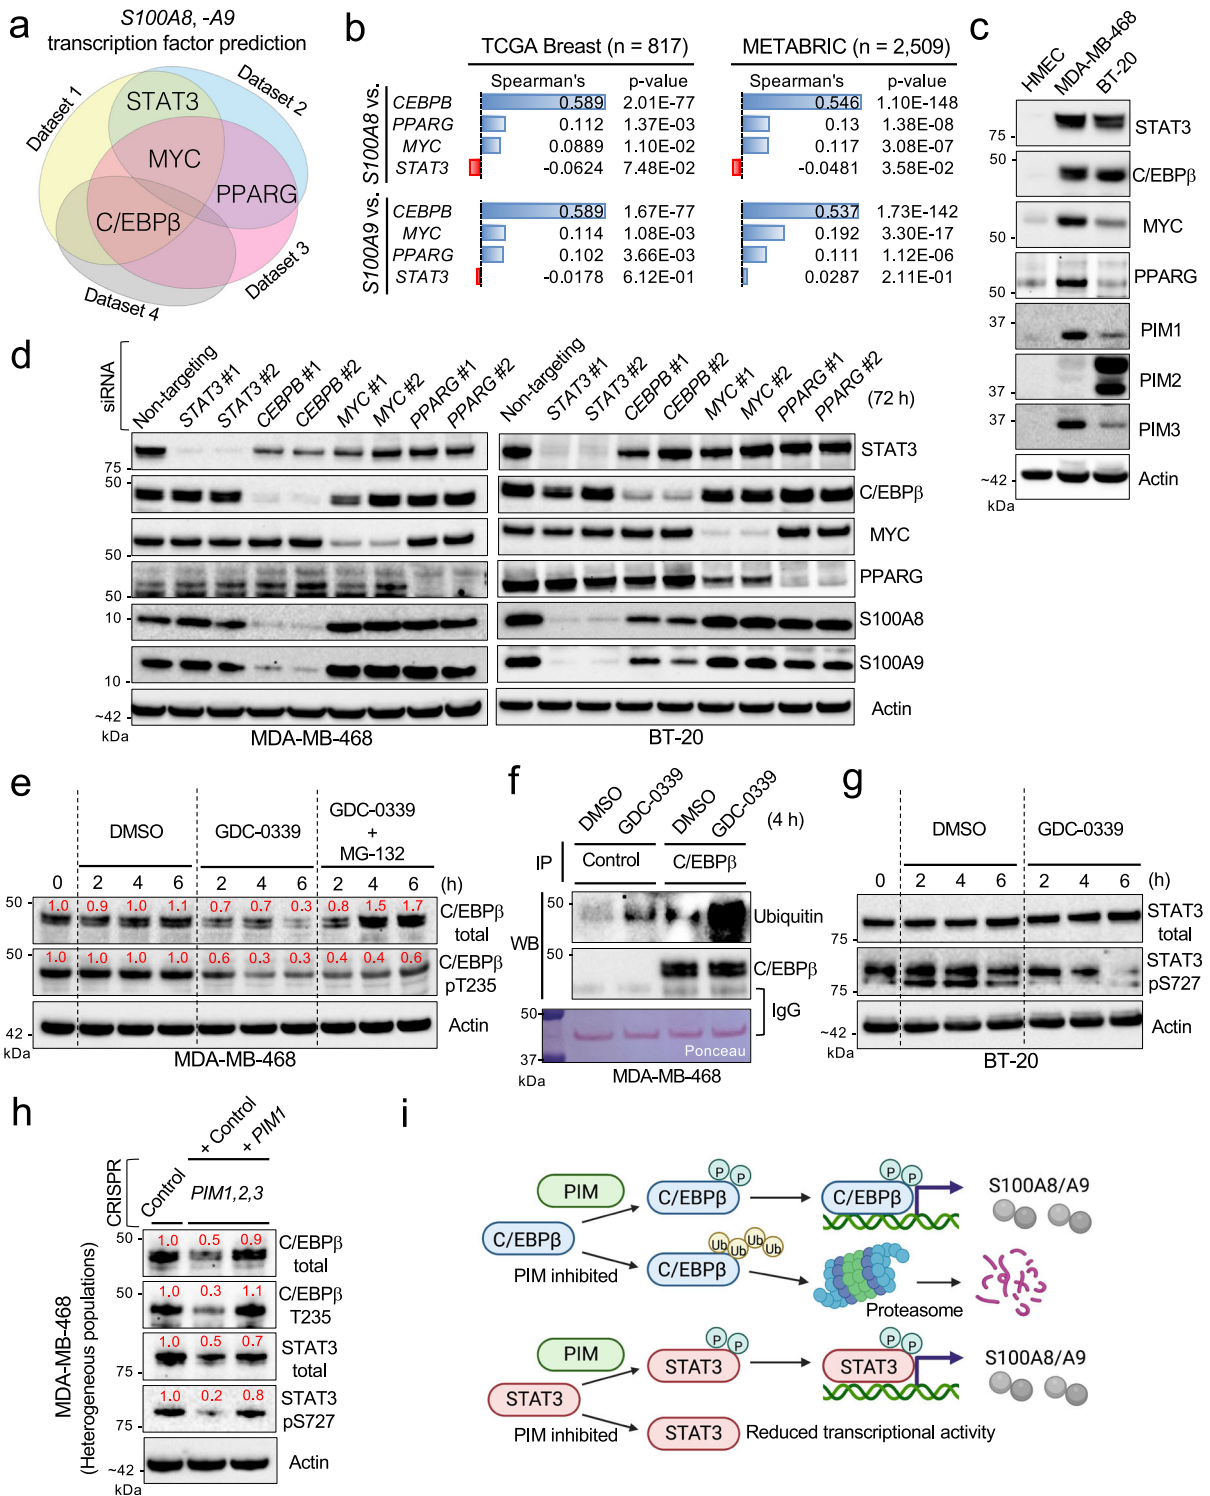 a
S100A8, -A9
transcription factor prediction
Dataset 1
Dataset 2
Dataset 3
Dataset 4
STAT3
MYC
PPARG
C/EBPβ
b
TCGA Breast (n = 817)
METABRIC (n = 2,509)
Spearman's p-value Spearman's p-value
S100A8 vs.
CEBPB 0.589 2.01E-77 0.546 1.10E-148
PPARG 0.112 1.37E-03 0.13 1.38E-08
MYC 0.0889 1.10E-02 0.117 3.08E-07
STAT3 -0.0624 7.48E-02 -0.0481 3.58E-02
S100A9 vs.
CEBPB 0.589 1.67E-77 0.537 1.73E-142
MYC 0.114 1.08E-03 0.192 3.30E-17
PPARG 0.102 3.66E-03 0.111 1.12E-06
STAT3 -0.0178 6.12E-01 0.0287 2.11E-01
c
HMEC MDA-MB-468 BT-20
75 STAT3
50 C/EBPβ
50 MYC
50 PPARG
37 PIM1
37 PIM2
37 PIM3
~42 Actin
kDa
d
siRNA
Non-targeting STAT3 #1 STAT3 #2 CEBPB #1 CEBPB #2 MYC #1 MYC #2 PPARG #1 PPARG #2
Non-targeting STAT3 #1 STAT3 #2 CEBPB #1 CEBPB #2 MYC #1 MYC #2 PPARG #1 PPARG #2
(72 h)
75 STAT3
50 C/EBPβ
50 MYC
50 PPARG
10 S100A8
10 S100A9
~42 Actin
kDa
MDA-MB-468 BT-20
e
DMSO GDC-0339 GDC-0339
+
MG-132
0 2 4 6 2 4 6 2 4 6 (h)
50 1.0 0.9 1.0 1.1 0.7 0.7 0.3 0.8 1.5 1.7 C/EBPβ
total
50 1.0 1.0 1.0 1.0 0.6 0.3 0.3 0.4 0.4 0.6 C/EBPβ
pT235
42 Actin
kDa
MDA-MB-468
f
DMSO GDC-0339 DMSO GDC-0339 (4 h)
IP Control C/EBPβ
WB
50 Ubiquitin
50 C/EBPβ
IgG
50
37
Ponceau
kDa
MDA-MB-468
g
DMSO GDC-0339
0 2 4 6 2 4 6 (h)
75 STAT3
total
75 STAT3
pS727
~42 Actin
kDa
BT-20
h
CRISPR
Control + Control + PIM1
PIM1,2,3
MDA-MB-468
(Heterogeneous populations)
50 1.0 0.5 0.9 C/EBPβ
total
50 1.0 0.3 1.1 C/EBPβ
T235
75 1.0 0.5 0.7 STAT3
total
75 1.0 0.2 0.8 STAT3
pS727
~42 Actin
kDa
i
PIM
C/EBPβ
P P
C/EBPβ
P P
C/EBPβ
S100A8/A9
PIM inhibited
C/EBPβ
Ub Ub Ub Ub
Proteasome
PIM
STAT3
P P
STAT3
P P
STAT3
S100A8/A9
PIM inhibited
STAT3
Reduced transcriptional activity